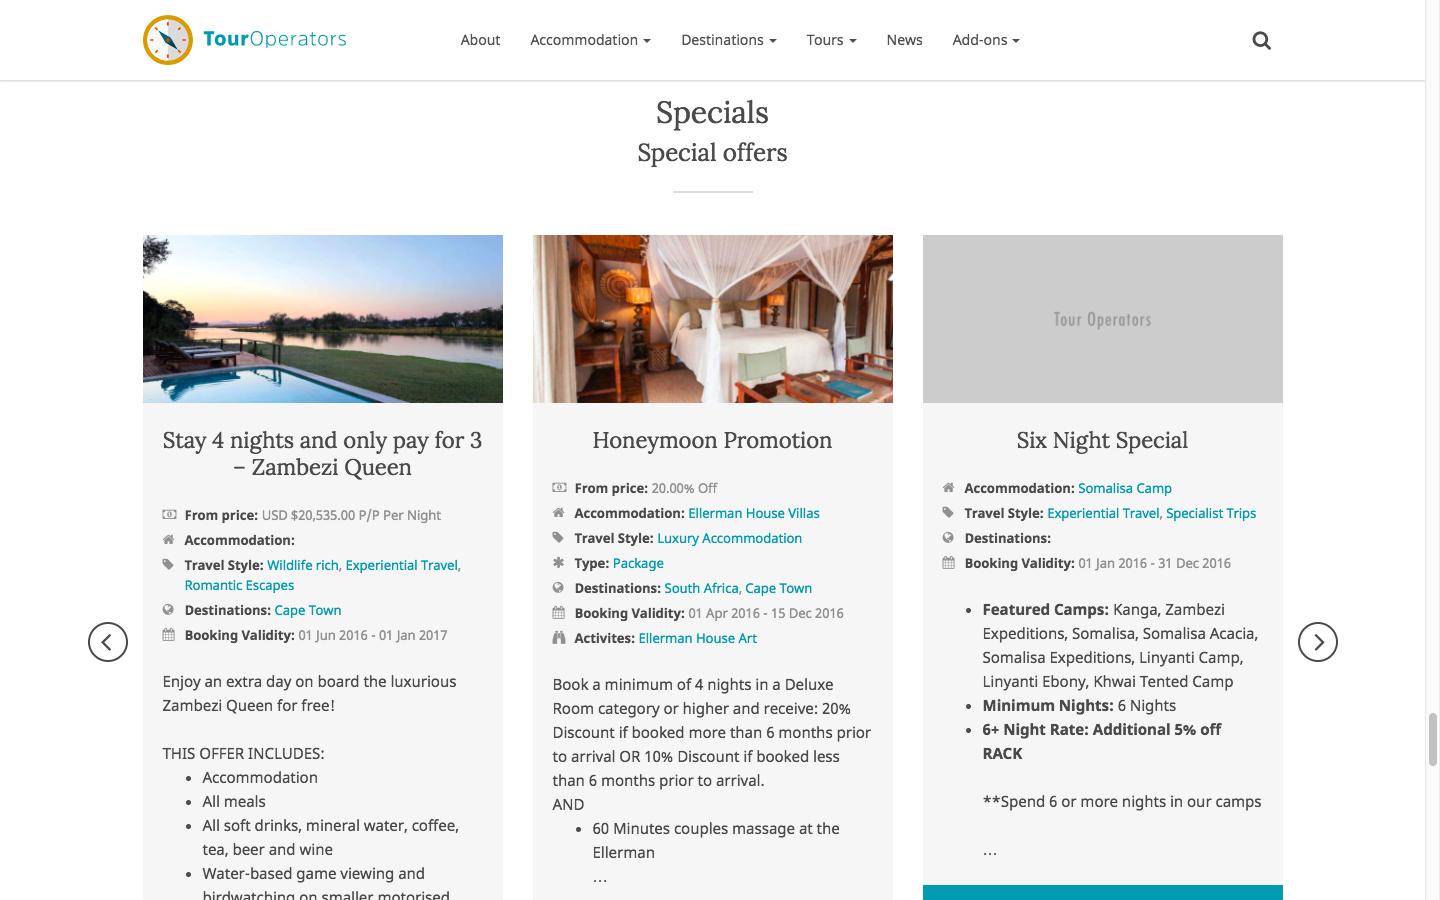 TourOperators
About Accommodation Destinations Tours News Add-ons
Specials
Special offers
Stay 4 nights and only pay for 3
– Zambezi Queen
From price: USD $20,535.00 P/P Per Night
Accommodation:
Travel Style: Wildlife rich, Experiential Travel,
Romantic Escapes
Destinations: Cape Town
Booking Validity: 01 Jun 2016 - 01 Jan 2017
Enjoy an extra day on board the luxurious
Zambezi Queen for free!
THIS OFFER INCLUDES:
• Accommodation
• All meals
• All soft drinks, mineral water, coffee,
tea, beer and wine
• Water-based game viewing and
birdwatching on smaller motorised
Honeymoon Promotion
From price: 20.00% Off
Accommodation: Ellerman House Villas
Travel Style: Luxury Accommodation
Type: Package
Destinations: South Africa, Cape Town
Booking Validity: 01 Apr 2016 - 15 Dec 2016
Activites: Ellerman House Art
Book a minimum of 4 nights in a Deluxe
Room category or higher and receive: 20%
Discount if booked more than 6 months prior
to arrival OR 10% Discount if booked less
than 6 months prior to arrival.
AND
• 60 Minutes couples massage at the
Ellerman
…
Tour Operators
Six Night Special
Accommodation: Somalisa Camp
Travel Style: Experiential Travel, Specialist Trips
Destinations:
Booking Validity: 01 Jan 2016 - 31 Dec 2016
• Featured Camps: Kanga, Zambezi
Expeditions, Somalisa, Somalisa Acacia,
Somalisa Expeditions, Linyanti Camp,
Linyanti Ebony, Khwai Tented Camp
• Minimum Nights: 6 Nights
• 6+ Night Rate: Additional 5% off
RACK
**Spend 6 or more nights in our camps
…